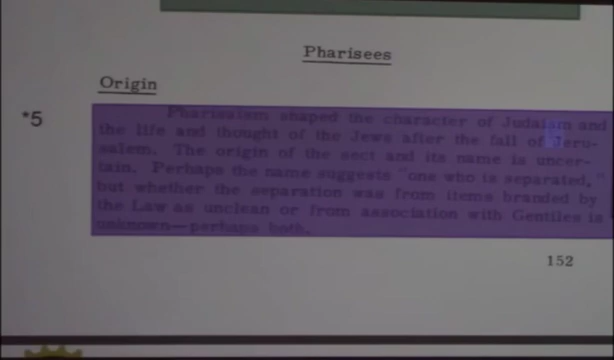 Pharisees
Origin
*5
Pharisaism shaped the character of Judaism and
the life and thought of the Jews after the fall of Jeru-
salem. The origin of the sect and its name is uncer-
tain. Perhaps the name suggests "one who is separated,"
but whether the separation was from items branded by
the Law as unclean or from association with Gentiles is
unknown—perhaps both.
152